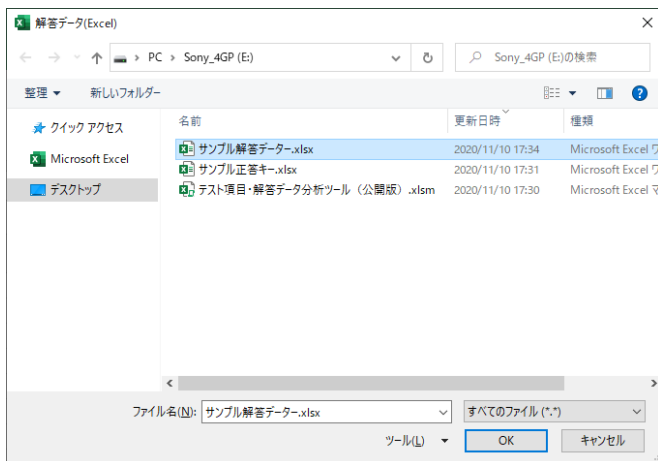 解答データ(Excel)
PC › Sony_4GP (E:)
Sony_4GP (E:)の検索
整理 新しいフォルダー
クイック アクセス
Microsoft Excel
デスクトップ
名前 更新日時 種類
サンプル解答データー.xlsx 2020/11/10 17:34 Microsoft Excel ワ
サンプル正答キー.xlsx 2020/11/10 17:31 Microsoft Excel ワ
テスト項目・解答データ分析ツール（公開版）.xlsm 2020/11/10 17:30 Microsoft Excel マ
ファイル名(N): サンプル解答データー.xlsx すべてのファイル (*.*)
ツール(L) OK キャンセル